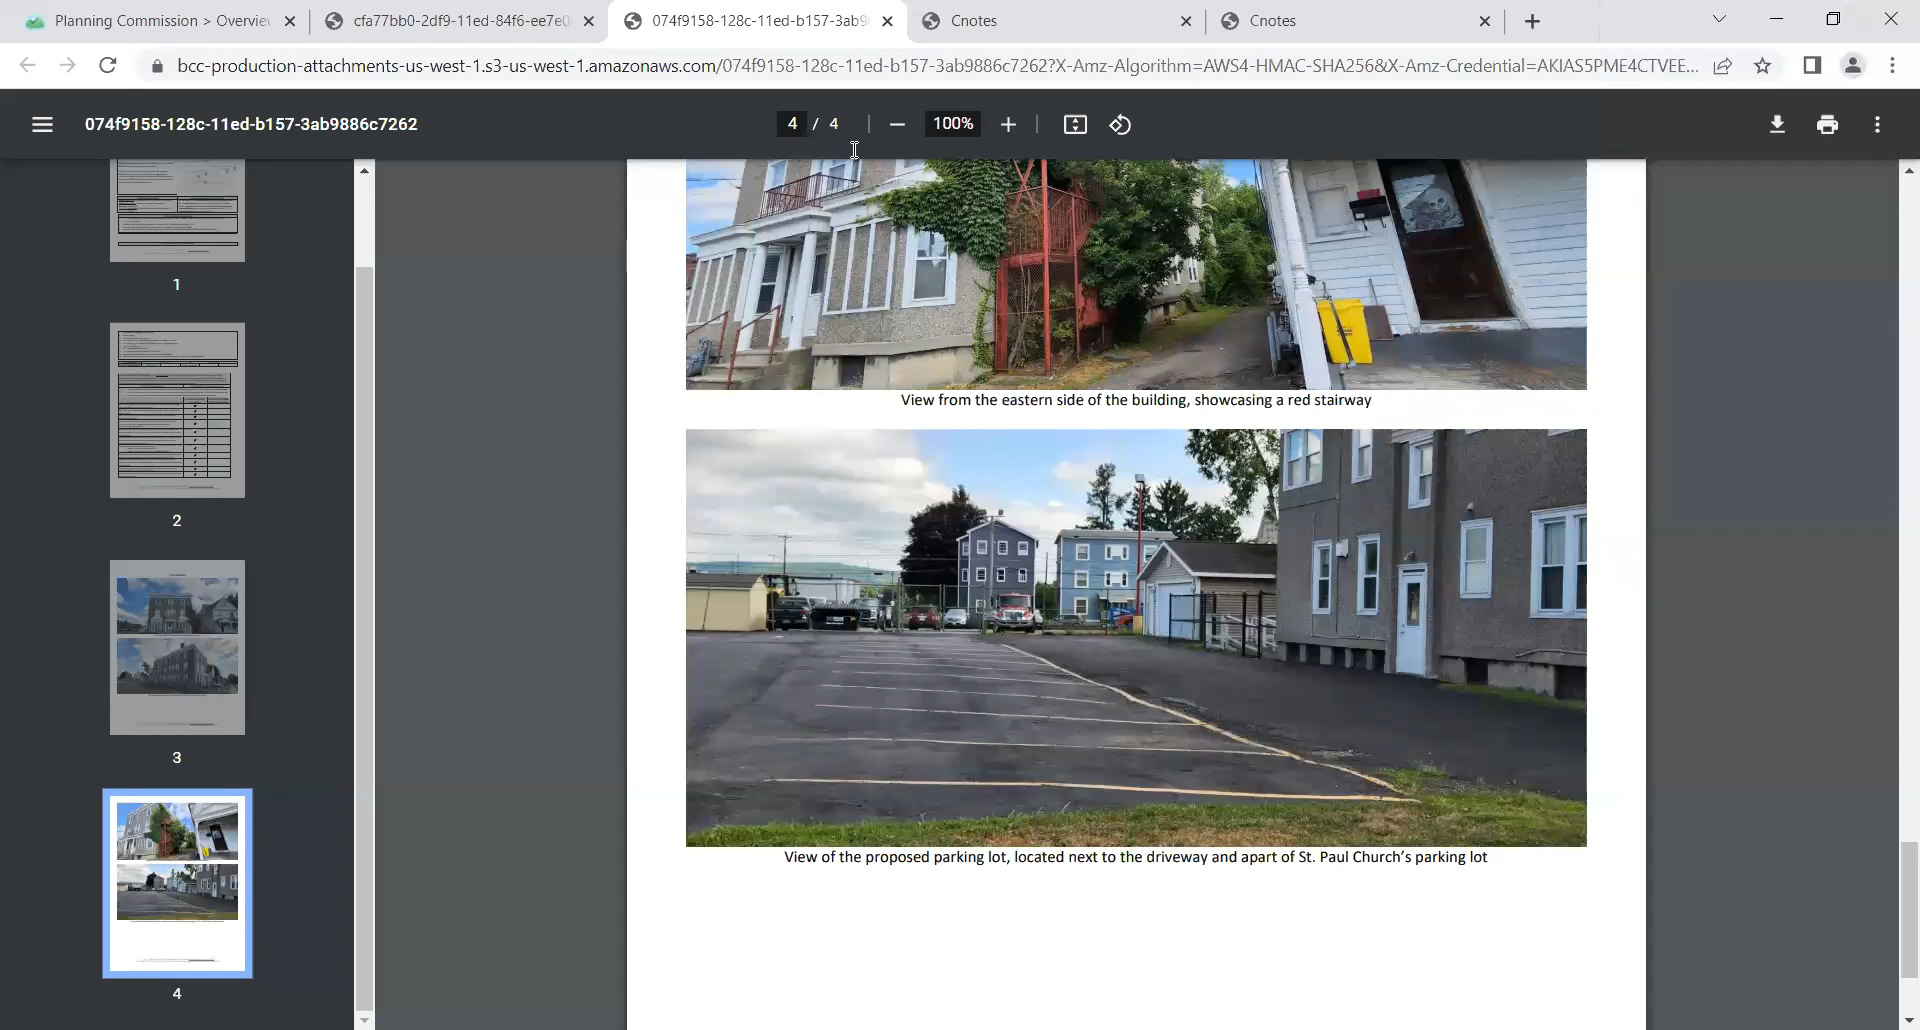 Planning Commission > Overvie
cfa77bb0-2df9-11ed-84f6-ee7e0
074f9158-128c-11ed-b157-3ab9
Cnotes
Cnotes
bcc-production-attachments-us-west-1.s3-us-west-1.amazonaws.com/074f9158-128c-11ed-b157-3ab9886c7262?X-Amz-Algorithm=AWS4-HMAC-SHA256&X-Amz-Credential=AKIAS5PME4CTVEE...
074f9158-128c-11ed-b157-3ab9886c7262
4 / 4
100%
1
2
3
4
View from the eastern side of the building, showcasing a red stairway
View of the proposed parking lot, located next to the driveway and apart of St. Paul Church's parking lot